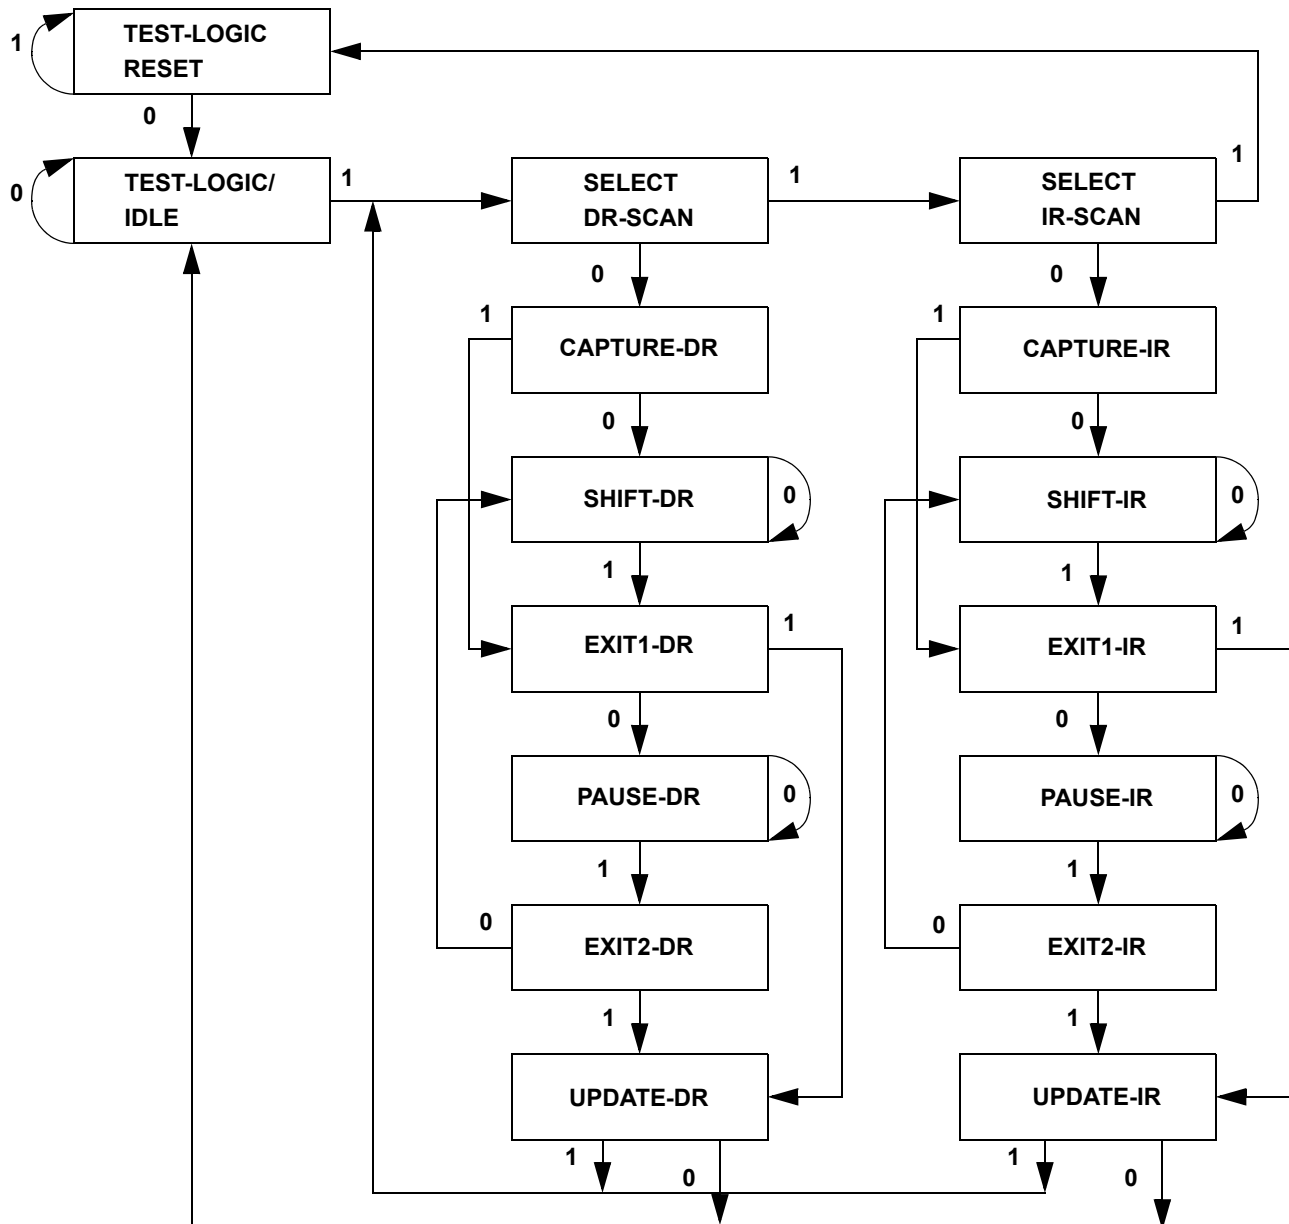 TEST-LOGIC
RESET
1
0
TEST-LOGIC/
IDLE
0
1
SELECT
DR-SCAN
1
SELECT
IR-SCAN
1
0
0
1
CAPTURE-DR
1
CAPTURE-IR
0
0
SHIFT-DR
0
SHIFT-IR
0
1
1
EXIT1-DR
1
EXIT1-IR
1
0
0
PAUSE-DR
0
PAUSE-IR
0
1
1
0
EXIT2-DR
0
EXIT2-IR
1
1
UPDATE-DR
UPDATE-IR
1
0
1
0